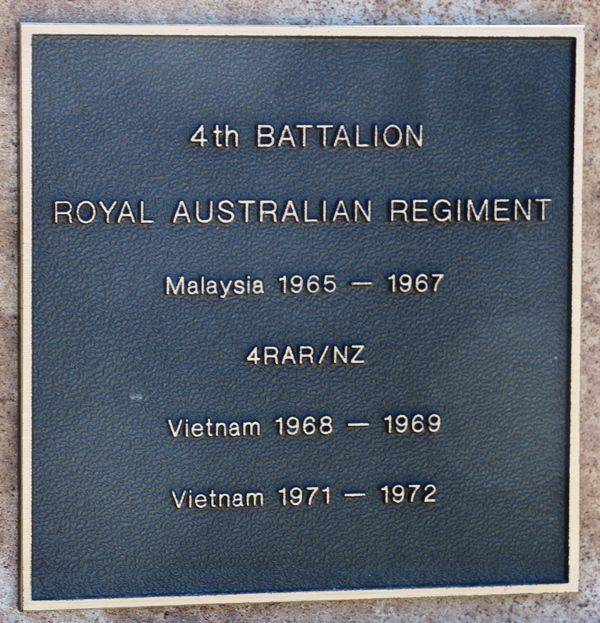 4th BATTALION
ROYAL AUSTRALIAN REGIMENT
Malaysia 1965 — 1967
4RAR/NZ
Vietnam 1968 — 1969
Vietnam 1971 — 1972